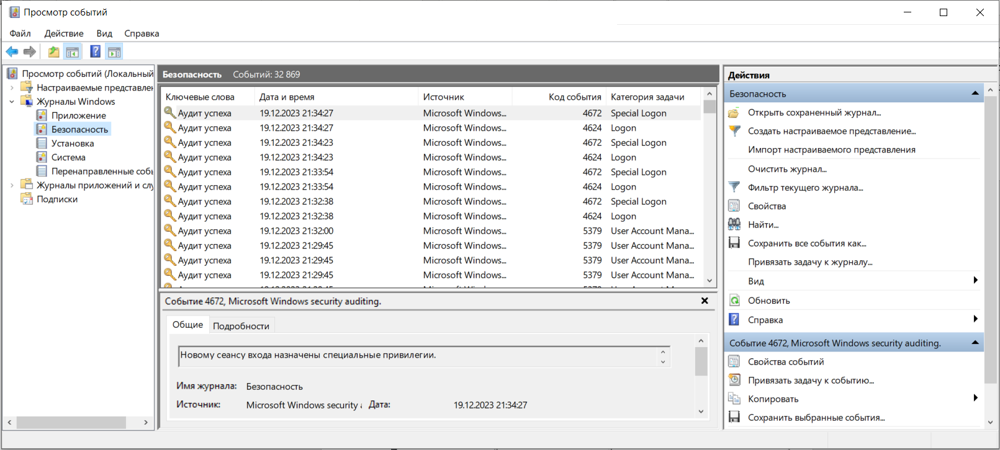 Просмотр событий
Файл Действие Вид Справка
Просмотр событий (Локальный
Настраиваемые представлен
Журналы Windows
Приложение
Безопасность
Установка
Система
Перенаправленные собы
Журналы приложений и слу
Подписки
Безопасность Событий: 32 869
Ключевые слова Дата и время Источник Код события Категория задачи
Аудит успеха 19.12.2023 21:34:27 Microsoft Windows... 4672 Special Logon
Аудит успеха 19.12.2023 21:34:27 Microsoft Windows... 4624 Logon
Аудит успеха 19.12.2023 21:34:23 Microsoft Windows... 4672 Special Logon
Аудит успеха 19.12.2023 21:34:23 Microsoft Windows... 4624 Logon
Аудит успеха 19.12.2023 21:33:54 Microsoft Windows... 4672 Special Logon
Аудит успеха 19.12.2023 21:33:54 Microsoft Windows... 4624 Logon
Аудит успеха 19.12.2023 21:32:38 Microsoft Windows... 4672 Special Logon
Аудит успеха 19.12.2023 21:32:38 Microsoft Windows... 4624 Logon
Аудит успеха 19.12.2023 21:32:00 Microsoft Windows... 5379 User Account Mana...
Аудит успеха 19.12.2023 21:29:45 Microsoft Windows... 5379 User Account Mana...
Аудит успеха 19.12.2023 21:29:45 Microsoft Windows... 5379 User Account Mana...
Аудит успеха 19.12.2023 21:29:45 Microsoft Windows... 5379 User Account Mana...
Событие 4672, Microsoft Windows security auditing.
Общие Подробности
Новому сеансу входа назначены специальные привилегии.
Имя журнала: Безопасность
Источник: Microsoft Windows security Дата: 19.12.2023 21:34:27
Действия
Безопасность
Открыть сохраненный журнал...
Создать настраиваемое представление...
Импорт настраиваемого представления
Очистить журнал...
Фильтр текущего журнала...
Свойства
Найти...
Сохранить все события как...
Привязать задачу к журналу...
Вид
Обновить
Справка
Событие 4672, Microsoft Windows security auditing.
Свойства событий
Привязать задачу к событию...
Копировать
Сохранить выбранные события...